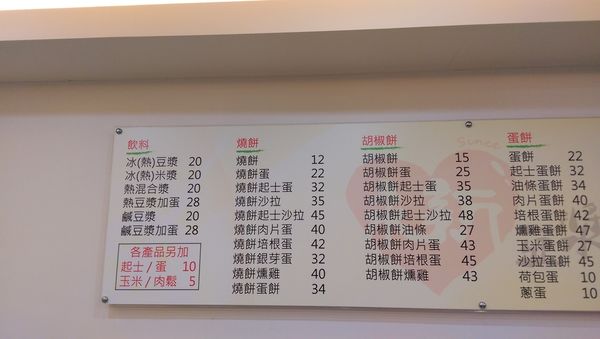 飲料
冰(熱)豆漿 20
冰(熱)米漿 20
熱混合漿 20
熱豆漿加蛋 28
鹹豆漿 20
鹹豆漿加蛋 28
各產品另加
起士/蛋 10
玉米/肉鬆 5
燒餅
燒餅 12
燒餅蛋 22
燒餅起士蛋 32
燒餅沙拉 35
燒餅起士沙拉 45
燒餅肉片蛋 40
燒餅培根蛋 42
燒餅銀芽蛋 32
燒餅燻雞 40
燒餅蛋餅 34
胡椒餅
胡椒餅 15
胡椒餅蛋 25
胡椒餅起士蛋 35
胡椒餅沙拉 38
胡椒餅起士沙拉 48
胡椒餅油條 27
胡椒餅肉片蛋 43
胡椒餅培根蛋 45
胡椒餅燻雞 43
Since
蛋餅
蛋餅 22
起士蛋餅 32
油條蛋餅 34
肉片蛋餅 40
培根蛋餅 42
燻雞蛋餅 47
玉米蛋餅 27
沙拉蛋餅 45
荷包蛋 10
蔥蛋 10